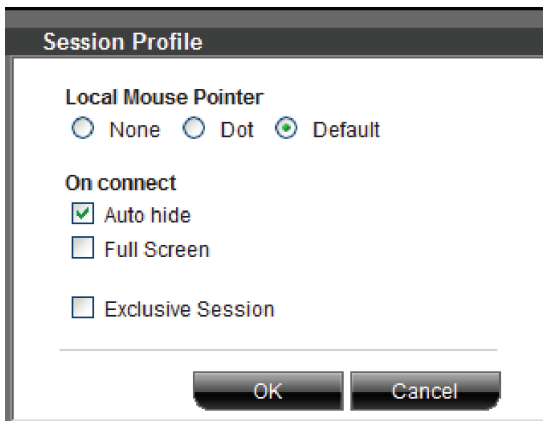 Session Profile
Local Mouse Pointer
None Dot Default
On connect
Auto hide
Full Screen
Exclusive Session
OK Cancel